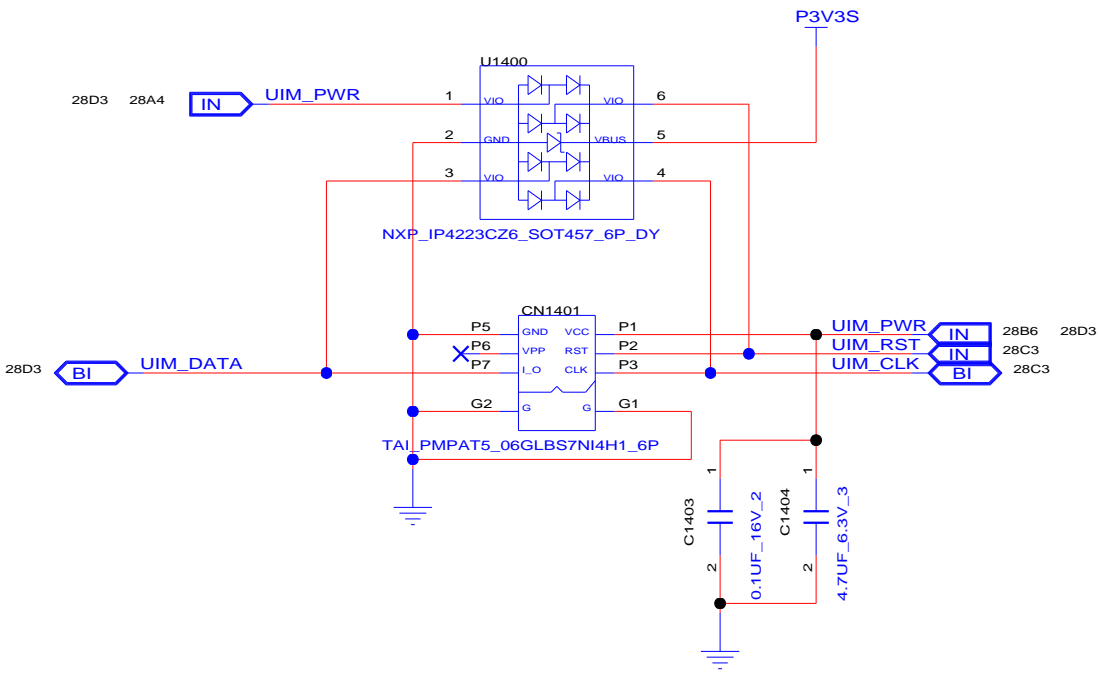 P3V3S
U1400
28D3 28A4 IN UIM_PWR 1 VIO VIO 6
2 GND VBUS 5
3 VIO VIO 4
NXP_IP4223CZ6_SOT457_6P_DY
CN1401
P5 GND VCC P1 UIM_PWR IN 28B6 28D3
P6 VPP RST P2 UIM_RST IN 28C3
28D3 BI UIM_DATA P7 I_O CLK P3 UIM_CLK BI 28C3
G2 G G G1
TAI_PMPAT5_06GLBS7NI4H1_6P
1 1
C1403 0.1UF_16V_2 C1404 4.7UF_6.3V_3
2 2